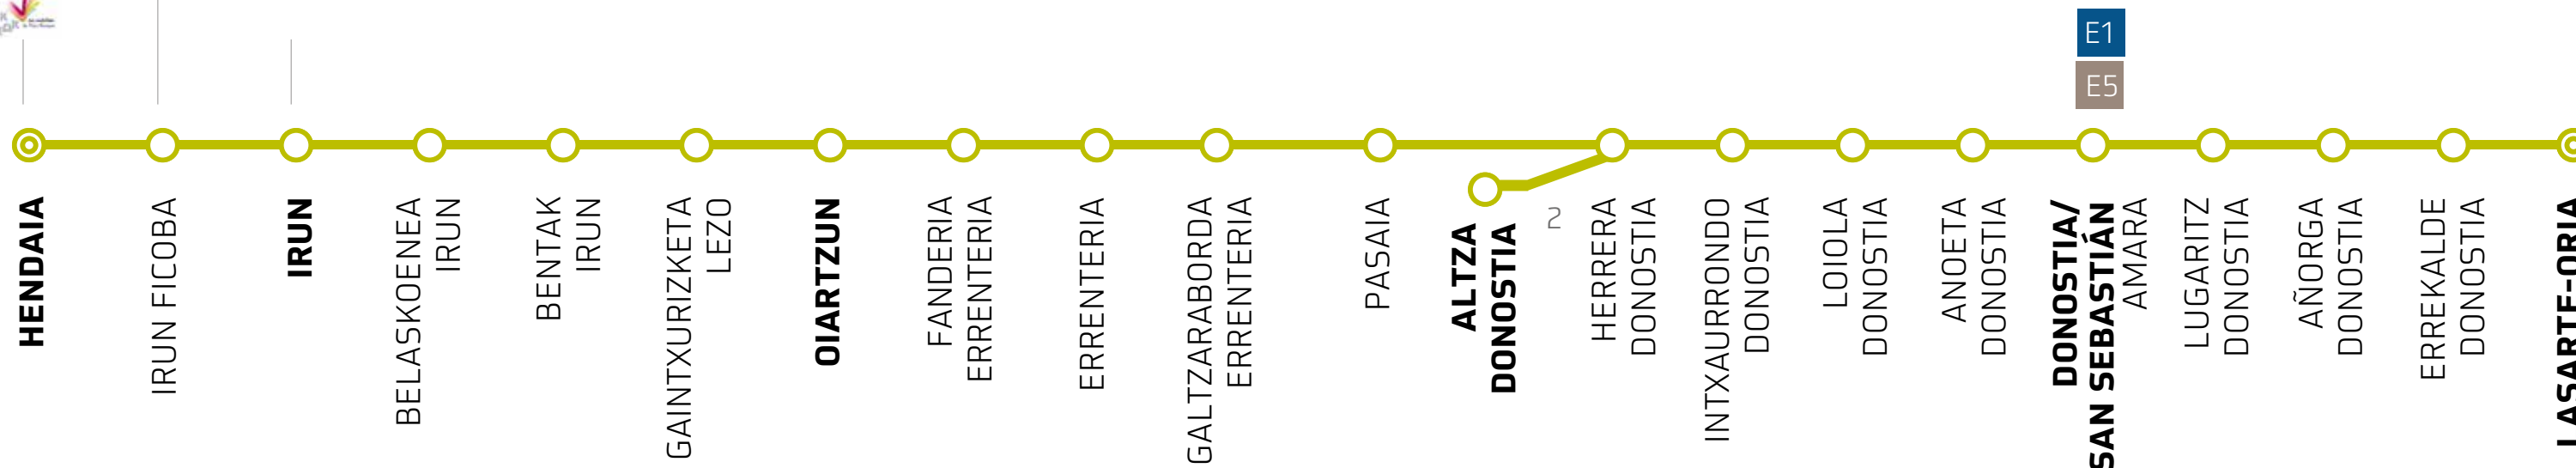 E1
E5
HENDAIA
IRUN FICOBA
IRUN
BELASKOENEA
IRUN
BENTAK
IRUN
GAINTXURIZKETA
LEZO
OIARTZUN
FANDERIA
ERRENTERIA
ERRENTERIA
GALTZARABORDA
ERRENTERIA
PASAIA
ALTZA
DONOSTIA
2
HERRERA
DONOSTIA
INTXAURRONDO
DONOSTIA
LOIOLA
DONOSTIA
ANOETA
DONOSTIA
DONOSTIA/
SAN SEBASTIÁN
AMARA
LUGARITZ
DONOSTIA
AÑORGA
DONOSTIA
ERREKALDE
DONOSTIA
LASARTE-ORIA